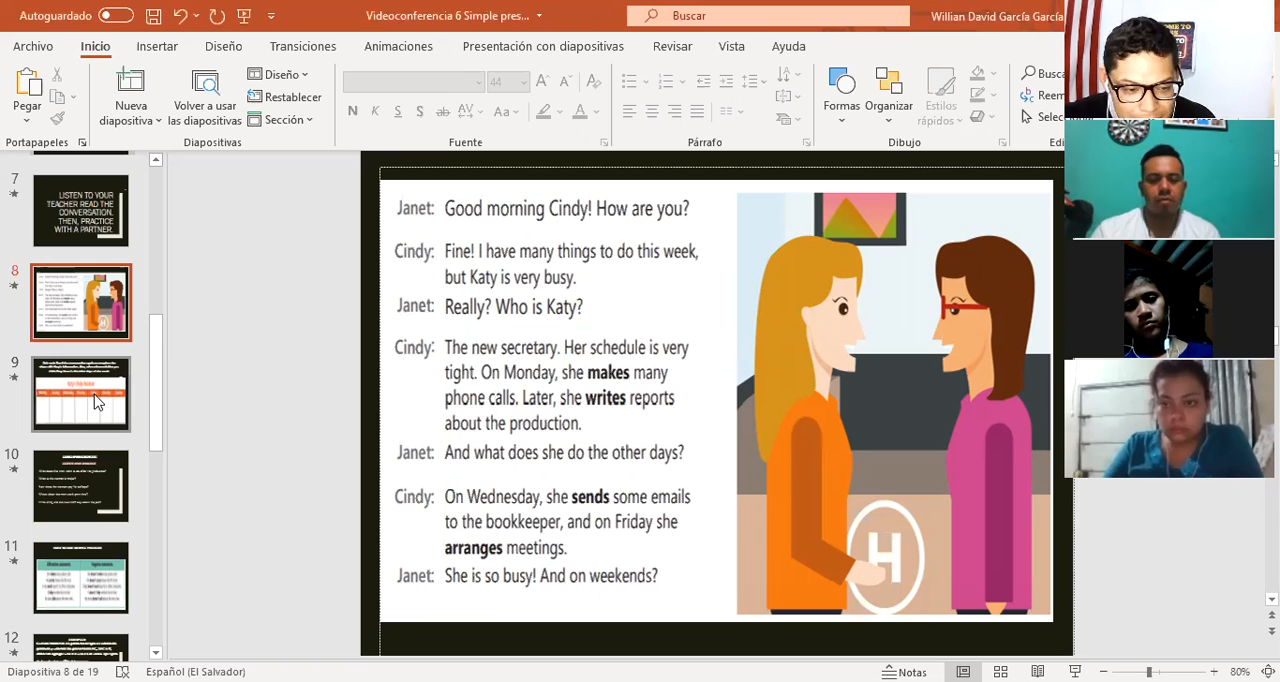 Autoguardado
Videoconferencia 6 Simple pres...
Buscar
Willian David García García
Archivo
Inicio
Insertar
Diseño
Transiciones
Animaciones
Presentación con diapositivas
Revisar
Vista
Ayuda
Pegar
Nueva diapositiva
Volver a usar las diapositivas
Diseño
Restablecer
Sección
44
N K S S ab AV Aa A
Formas
Organizar
Estilos rápidos
Portapapeles
Diapositivas
Fuente
Párrafo
Dibujo
7
LISTEN TO YOUR
TEACHER READ THE
CONVERSATION.
THEN, PRACTICE
WITH A PARTNER.
8
9
10
11
12
Janet: Good morning Cindy! How are you?
Cindy: Fine! I have many things to do this week,
but Katy is very busy.
Janet: Really? Who is Katy?
Cindy: The new secretary. Her schedule is very
tight. On Monday, she makes many
phone calls. Later, she writes reports
about the production.
Janet: And what does she do the other days?
Cindy: On Wednesday, she sends some emails
to the bookkeeper, and on Friday she
arranges meetings.
Janet: She is so busy! And on weekends?
H
Diapositiva 8 de 19
Español (El Salvador)
Notas
80%